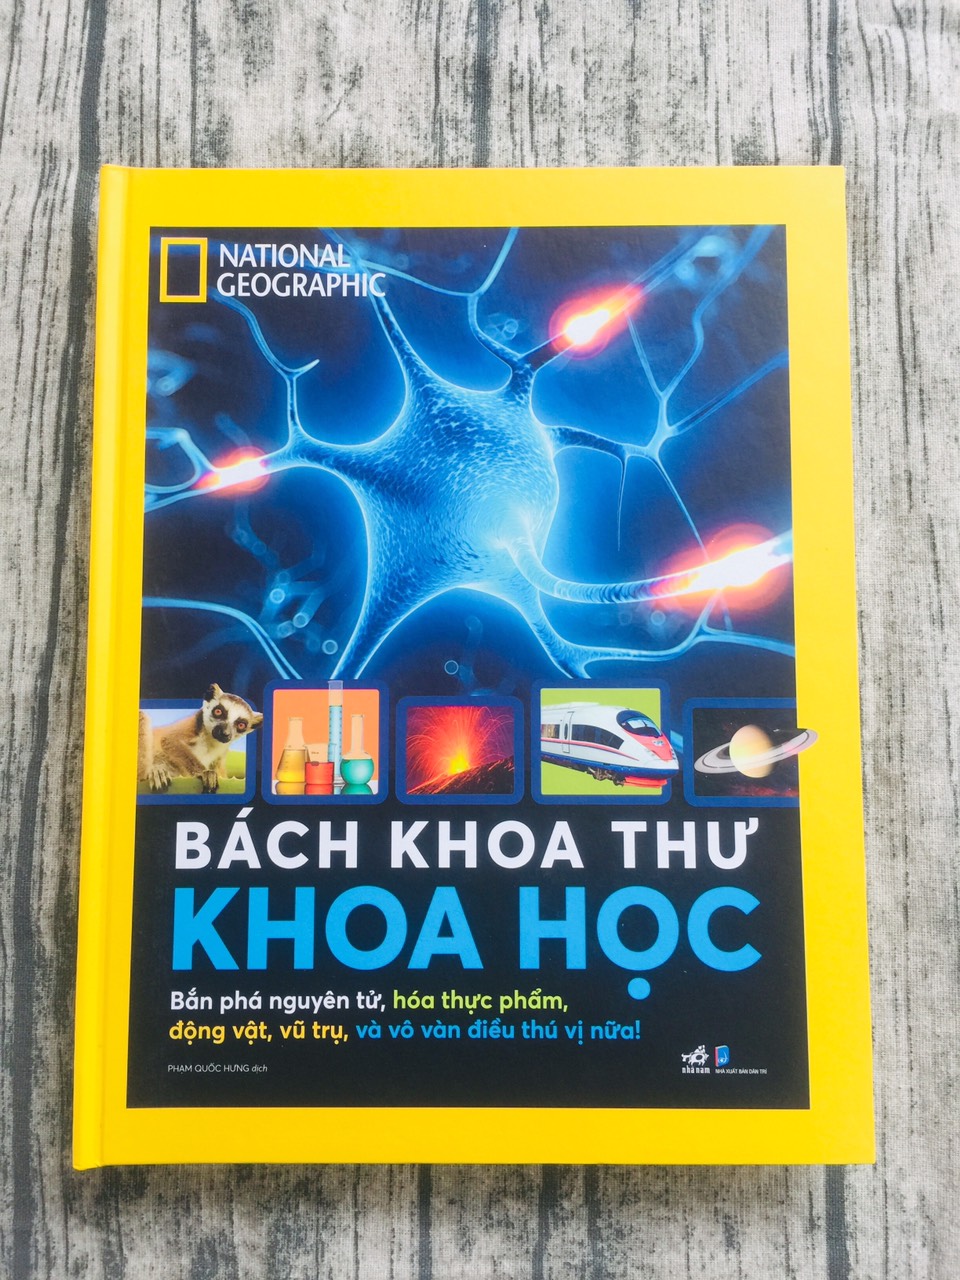 NATIONAL
GEOGRAPHIC
BÁCH KHOA THƯ
KHOA HỌC
Bắn phá nguyên tử, hóa thực phẩm,
động vật, vũ trụ, và vô vàn điều thú vị nữa!
PHẠM QUỐC HƯNG dịch
nhã nam
NHÀ XUẤT BẢN DÂN TRÍ